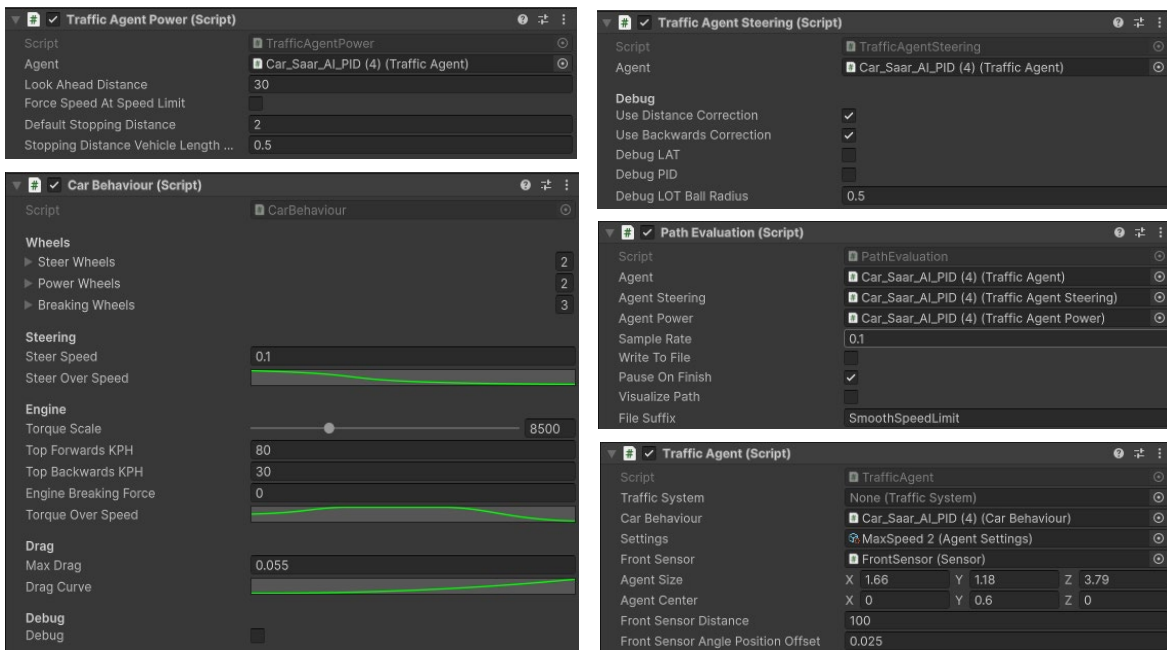 Traffic Agent Power (Script)
Script TrafficAgentPower
Agent Car_Saar_AI_PID (4) (Traffic Agent)
Look Ahead Distance 30
Force Speed At Speed Limit
Default Stopping Distance 2
Stopping Distance Vehicle Length ... 0.5
Car Behaviour (Script)
Script CarBehaviour
Wheels
Steer Wheels 2
Power Wheels 2
Breaking Wheels 3
Steering
Steer Speed 0.1
Steer Over Speed
Engine
Torque Scale 8500
Top Forwards KPH 80
Top Backwards KPH 30
Engine Breaking Force 0
Torque Over Speed
Drag
Max Drag 0.055
Drag Curve
Debug
Debug
Traffic Agent Steering (Script)
Script TrafficAgentSteering
Agent Car_Saar_AI_PID (4) (Traffic Agent)
Debug
Use Distance Correction
Use Backwards Correction
Debug LAT
Debug PID
Debug LOT Ball Radius 0.5
Path Evaluation (Script)
Script PathEvaluation
Agent Car_Saar_AI_PID (4) (Traffic Agent)
Agent Steering Car_Saar_AI_PID (4) (Traffic Agent Steering)
Agent Power Car_Saar_AI_PID (4) (Traffic Agent Power)
Sample Rate 0.1
Write To File
Pause On Finish
Visualize Path
File Suffix SmoothSpeedLimit
Traffic Agent (Script)
Script TrafficAgent
Traffic System None (Traffic System)
Car Behaviour Car_Saar_AI_PID (4) (Car Behaviour)
Settings MaxSpeed 2 (Agent Settings)
Front Sensor FrontSensor (Sensor)
Agent Size X 1.66 Y 1.18 Z 3.79
Agent Center X 0 Y 0.6 Z 0
Front Sensor Distance 100
Front Sensor Angle Position Offset 0.025